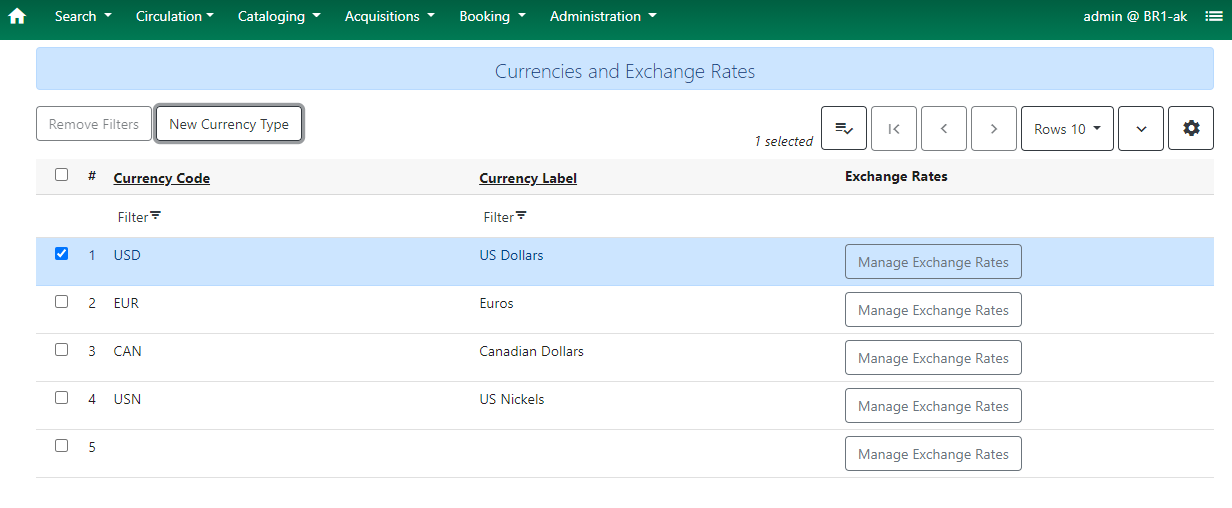 Search Circulation Cataloging Acquisitions Booking Administration admin @ BR1-ak
Currencies and Exchange Rates
Remove Filters New Currency Type 1 selected Rows 10
# Currency Code Currency Label Exchange Rates
Filter Filter
1 USD US Dollars Manage Exchange Rates
2 EUR Euros Manage Exchange Rates
3 CAN Canadian Dollars Manage Exchange Rates
4 USN US Nickels Manage Exchange Rates
5 Manage Exchange Rates